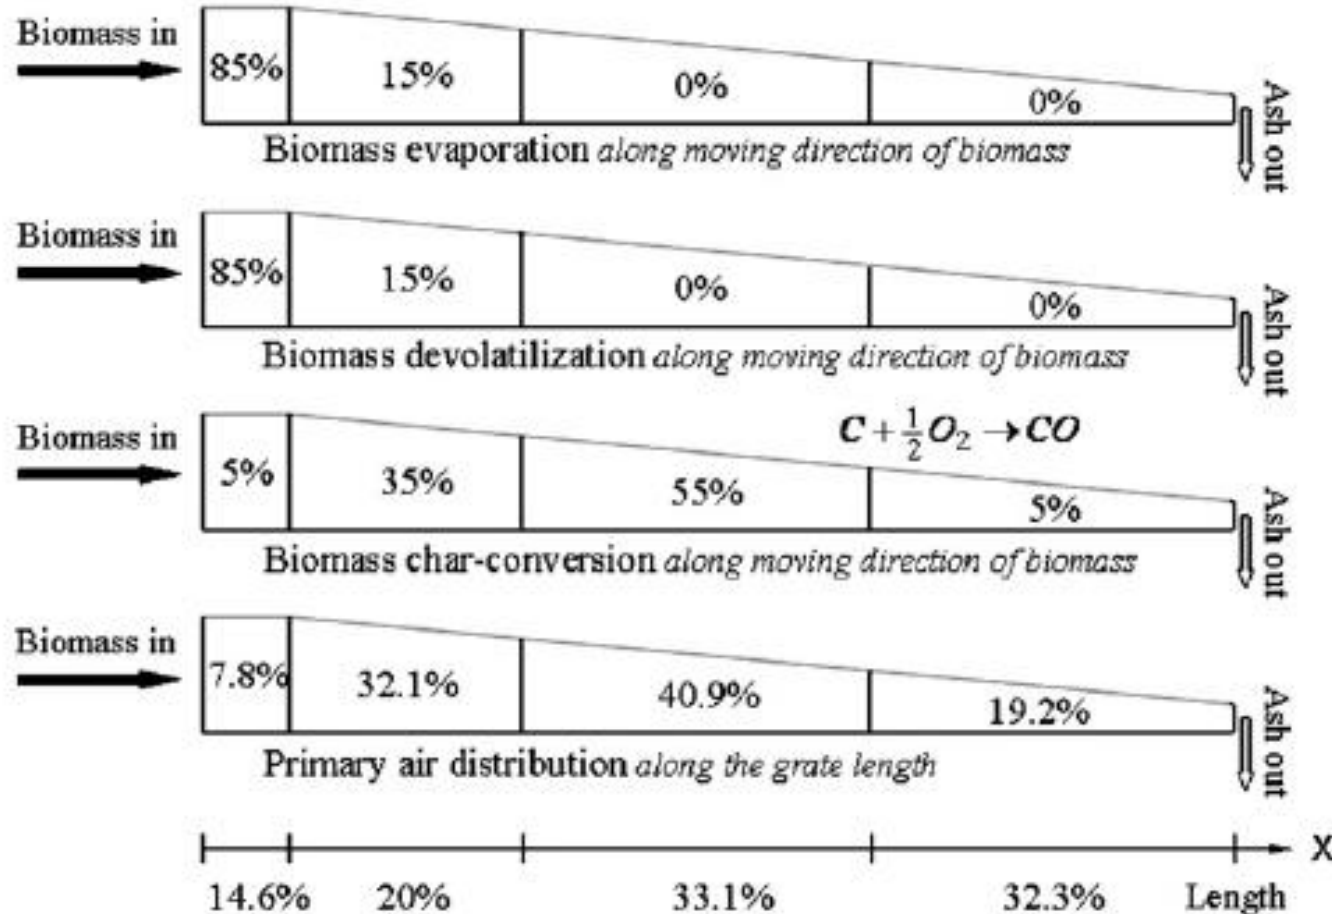 Biomass in
85%
15%
0%
0%
Ash out
Biomass evaporation along moving direction of biomass
Biomass in
85%
15%
0%
0%
Ash out
Biomass devolatilization along moving direction of biomass
C + 1/2 O₂ → CO
Biomass in
5%
35%
55%
5%
Ash out
Biomass char-conversion along moving direction of biomass
Biomass in
7.8%
32.1%
40.9%
19.2%
Ash out
Primary air distribution along the grate length
X
14.6% 20% 33.1% 32.3% Length